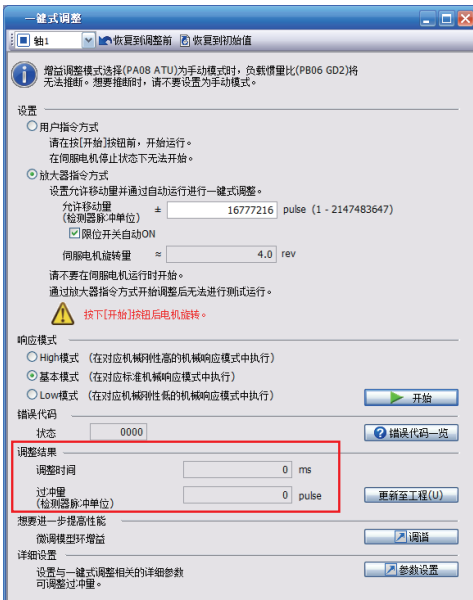 一键式调整
轴1 恢复到调整前 恢复到初始值
增益调整模式选择(PA08 ATU)为手动模式时，负载惯量比(PB06 GD2)将
无法推断。想要推断时，请不要设置为手动模式。
设置
用户指令方式
请在按[开始]按钮前，开始运行。
在伺服电机停止状态下无法开始。
放大器指令方式
设置允许移动量并通过自动运行进行一键式调整。
允许移动量
(检测器脉冲单位) ± 16777216 pulse (1 - 2147483647)
限位开关自动ON
伺服电机旋转量 ≈ 4.0 rev
请不要在伺服电机运行时开始。
通过放大器指令方式开始调整后无法进行测试运行。
按下[开始]按钮后电机旋转。
响应模式
High模式 (在对应机械刚性高的机械响应模式中执行)
基本模式 (在对应标准机械响应模式中执行)
Low模式 (在对应机械刚性低的机械响应模式中执行) 开始
错误代码
状态 0000 错误代码一览
调整结果
调整时间 0 ms
过冲量
(检测器脉冲单位) 0 pulse 更新至工程(U)
想要进一步提高性能
微调模型环增益 调谐
详细设置
设置与一键式调整相关的详细参数 参数设置
可调整过冲量。